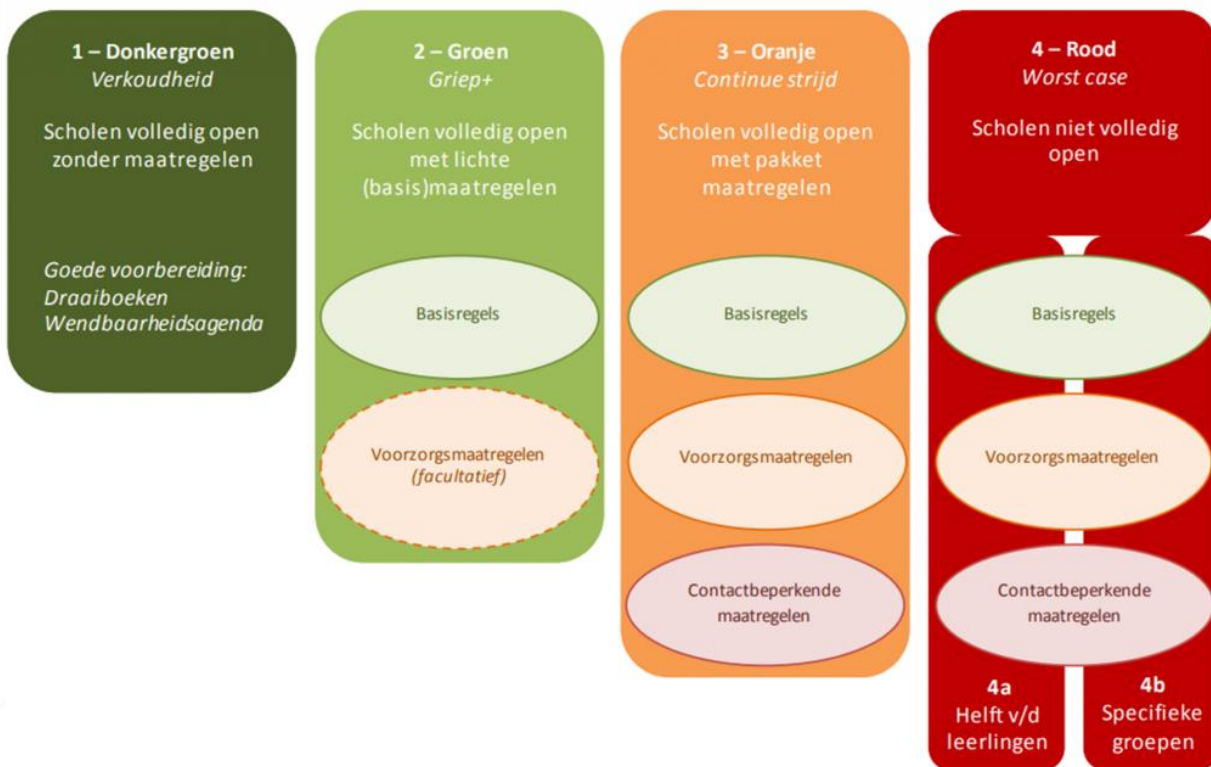 1 – Donkergroen
Verkoudheid
Scholen volledig open
zonder maatregelen
Goede voorbereiding:
Draaiboeken
Wendbaarheidsagenda
2 – Groen
Griep+
Scholen volledig open
met lichte
(basis)maatregelen
Basisregels
Voorzorgsmaatregelen
(facultatief)
3 – Oranje
Continue strijd
Scholen volledig open
met pakket
maatregelen
Basisregels
Voorzorgsmaatregelen
Contactbeperkende
maatregelen
4 – Rood
Worst case
Scholen niet volledig
open
Basisregels
Voorzorgsmaatregelen
Contactbeperkende
maatregelen
4a
Helft v/d
leerlingen
4b
Specifieke
groepen